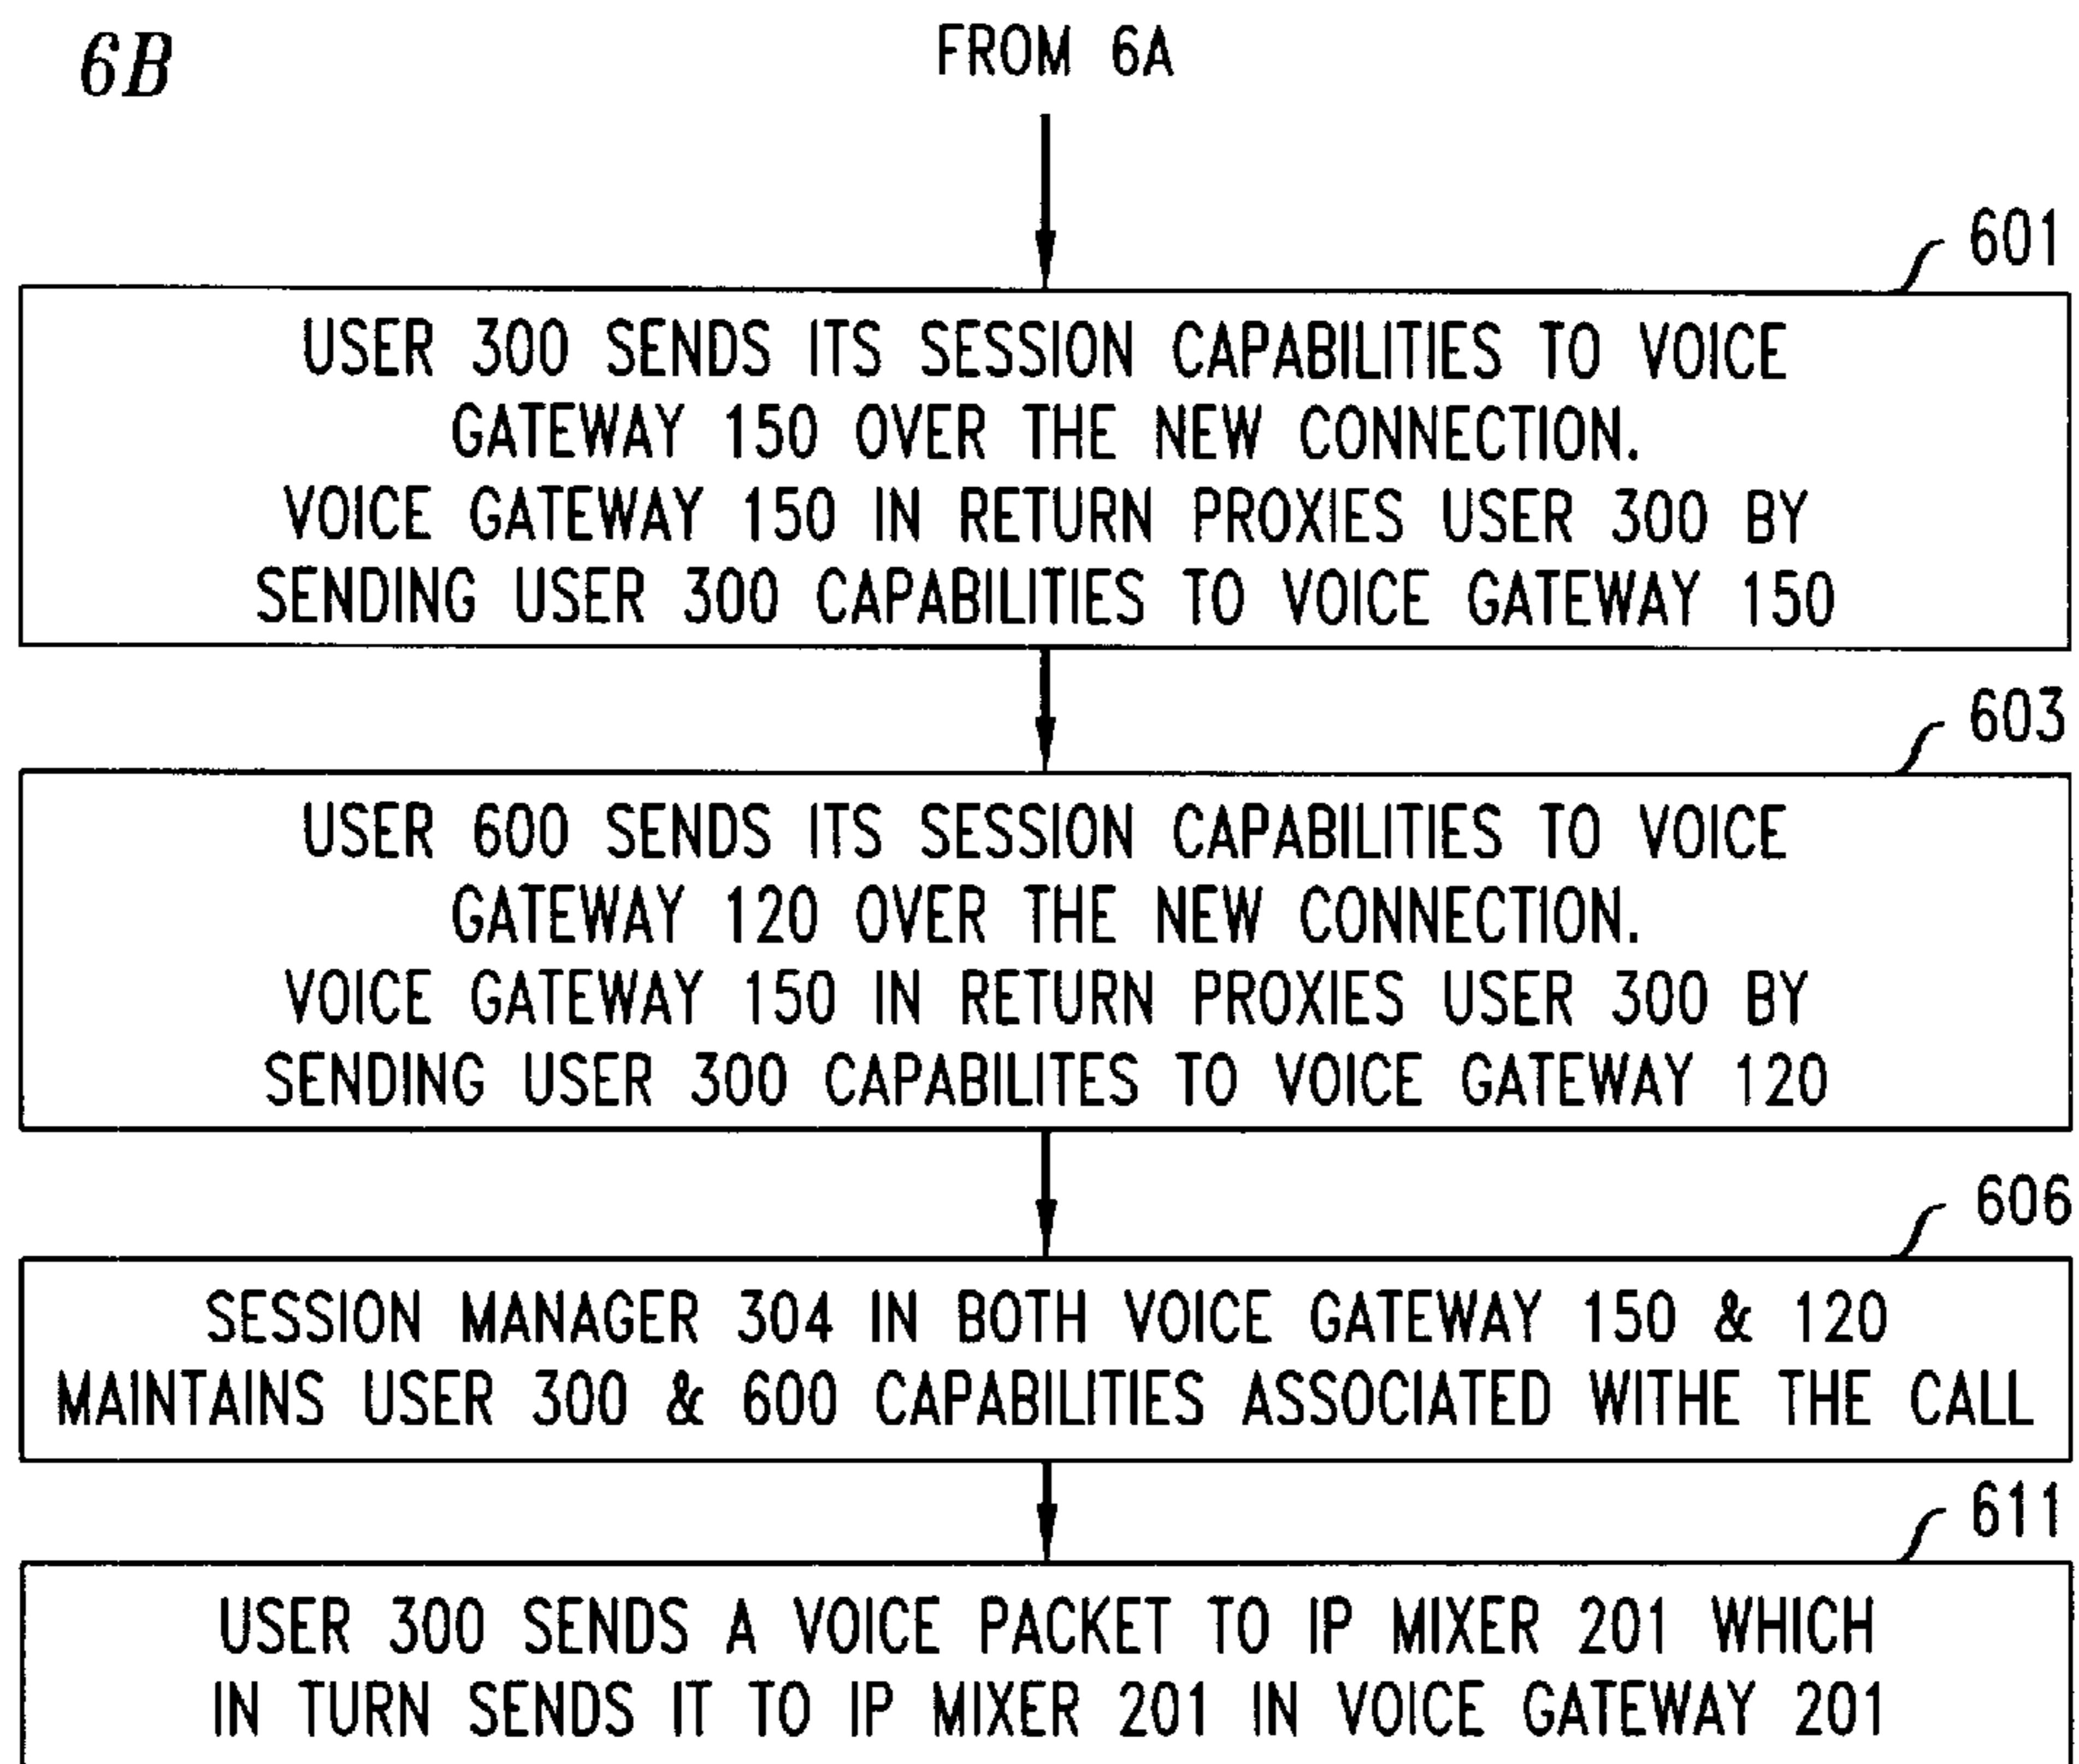 6B
FROM 6A
601
USER 300 SENDS ITS SESSION CAPABILITIES TO VOICE
GATEWAY 150 OVER THE NEW CONNECTION.
VOICE GATEWAY 150 IN RETURN PROXIES USER 300 BY
SENDING USER 300 CAPABILITIES TO VOICE GATEWAY 150
603
USER 600 SENDS ITS SESSION CAPABILITIES TO VOICE
GATEWAY 120 OVER THE NEW CONNECTION.
VOICE GATEWAY 150 IN RETURN PROXIES USER 300 BY
SENDING USER 300 CAPABILITES TO VOICE GATEWAY 120
606
SESSION MANAGER 304 IN BOTH VOICE GATEWAY 150 & 120
MAINTAINS USER 300 & 600 CAPABILITIES ASSOCIATED WITHE THE CALL
611
USER 300 SENDS A VOICE PACKET TO IP MIXER 201 WHICH
IN TURN SENDS IT TO IP MIXER 201 IN VOICE GATEWAY 201